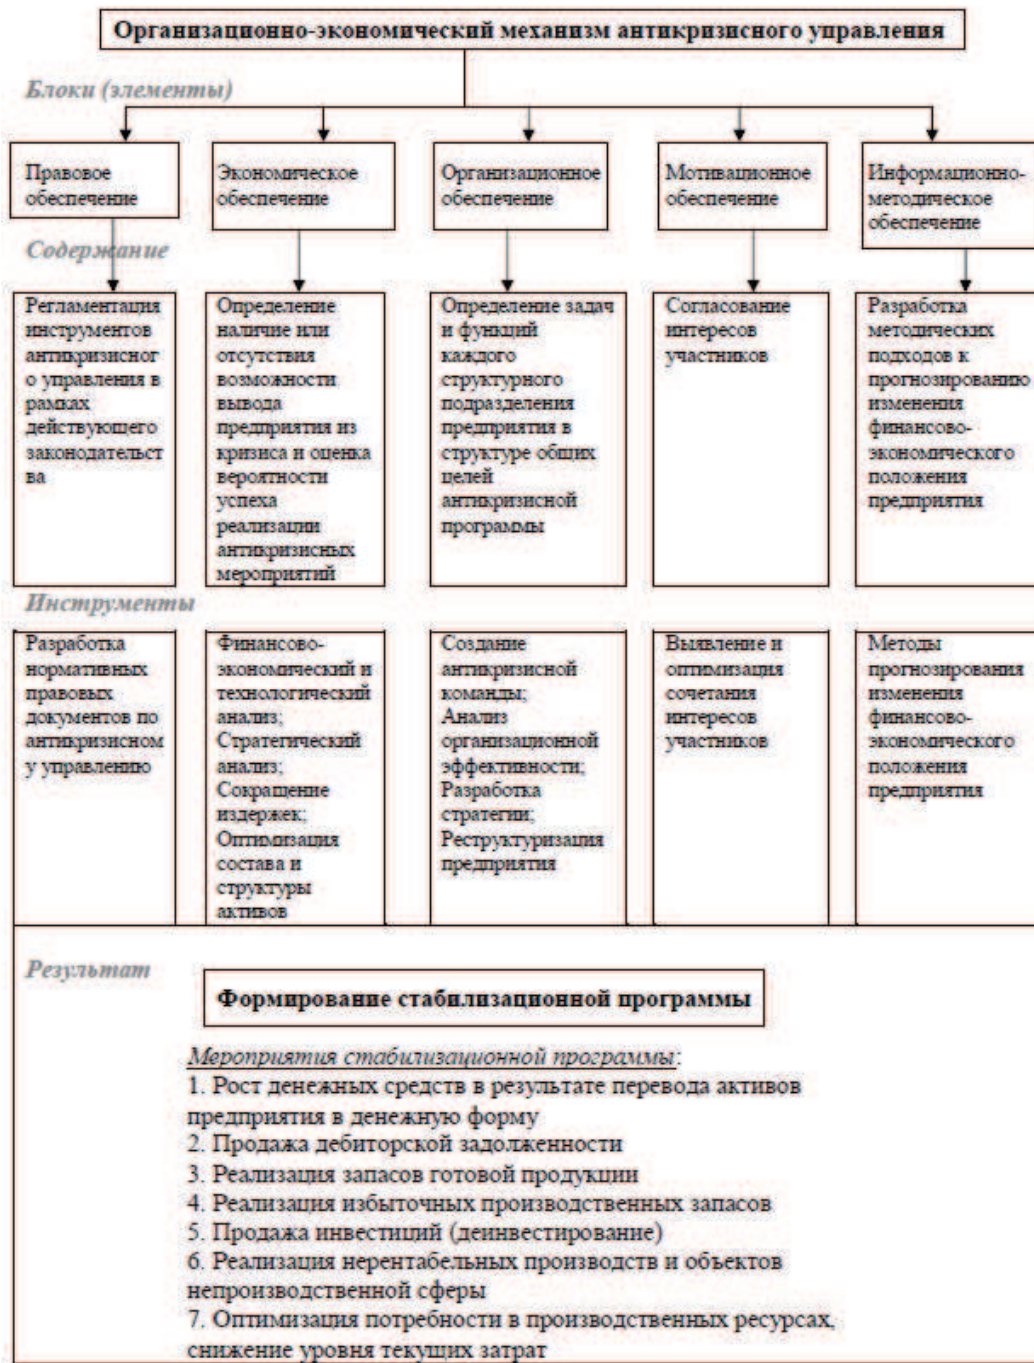 Организационно-экономический механизм антикризисного управления
Блоки (элементы)
Правовое
обеспечение
Экономическое
обеспечение
Организационное
обеспечение
Мотивационное
обеспечение
Информационно-
методическое
обеспечение
Содержание
Регламентация
инструментов
антикризисног
о управления в
рамках
действующего
законодательст
ва
Определение
наличие или
отсутствия
возможности
вывода
предприятия из
кризиса и оценка
вероятности
успеха
реализации
антикризисных
мероприятий
Определение задач
и функций
каждого
структурного
подразделения
предприятия в
структуре общих
целей
антикризисной
программы
Согласование
интересов
участников
Разработка
методических
подходов к
прогнозированию
изменения
финансово-
экономического
положения
предприятия
Инструменты
Разработка
нормативных
правовых
документов по
антикризисном
у управлению
Финансово-
экономический и
технологический
анализ;
Стратегический
анализ;
Сокращение
издержек;
Оптимизация
состава и
структуры
активов
Создание
антикризисной
команды;
Анализ
организационной
эффективности;
Разработка
стратегии;
Реструктуризация
предприятия
Выявление и
оптимизация
сочетания
интересов
участников
Методы
прогнозирования
изменения
финансово-
экономического
положения
предприятия
Результат
Формирование стабилизационной программы
Мероприятия стабилизационной программы:
1. Рост денежных средств в результате перевода активов
предприятия в денежную форму
2. Продажа дебиторской задолженности
3. Реализация запасов готовой продукции
4. Реализация избыточных производственных запасов
5. Продажа инвестиций (деинвестирование)
6. Реализация нерентабельных производств и объектов
непроизводственной сферы
7. Оптимизация потребности в производственных ресурсах,
снижение уровня текущих затрат